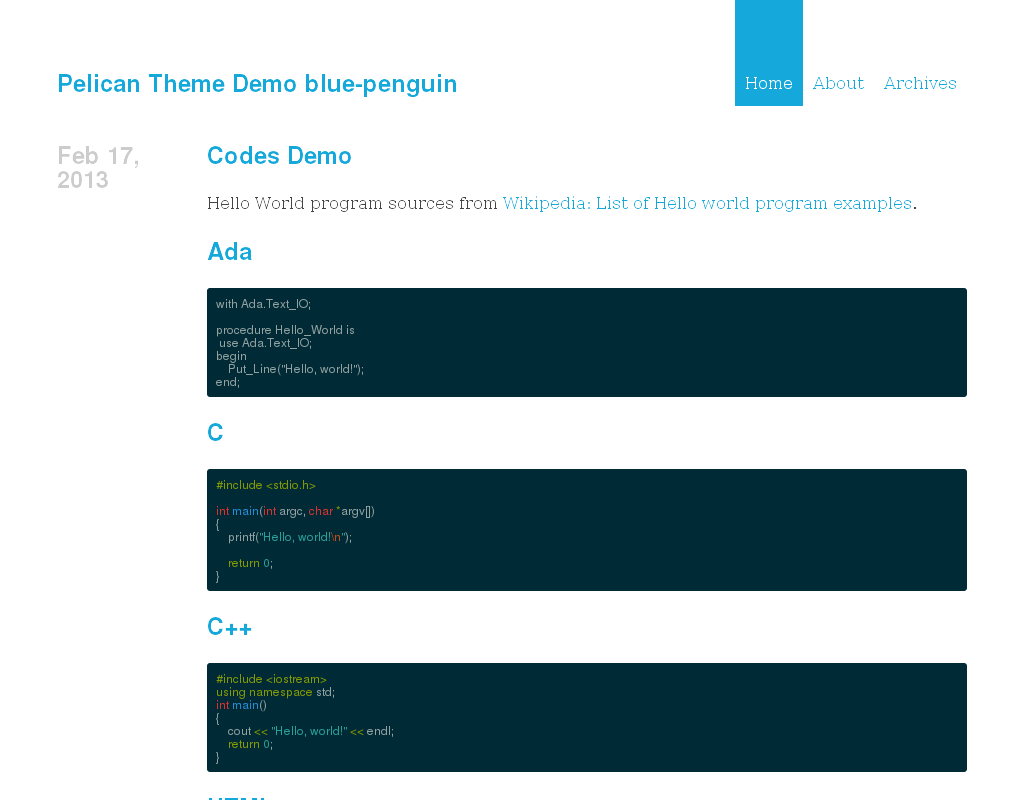 Pelican Theme Demo blue-penguin
Home About Archives
Feb 17,
2013
Codes Demo
Hello World program sources from Wikipedia: List of Hello world program examples.
Ada
with Ada.Text_IO;
procedure Hello_World is
use Ada.Text_IO;
begin
Put_Line("Hello, world!");
end;
C
#include <stdio.h>
int main(int argc, char *argv[])
{
printf("Hello, world!\n");
return 0;
}
C++
#include <iostream>
using namespace std;
int main()
{
cout << "Hello, world!" << endl;
return 0;
}
HTML